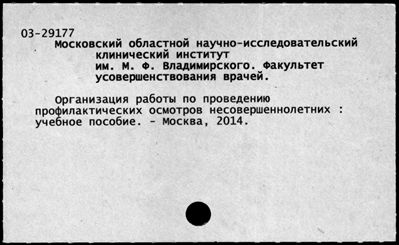 03-29177
Московский областной научно-исследовательский
клинический институт
им. М. Ф. Владимирского. Факультет
усовершенствования врачей.
Организация работы по проведению
профилактических осмотров несовершеннолетних :
учебное пособие. - Москва, 2014.